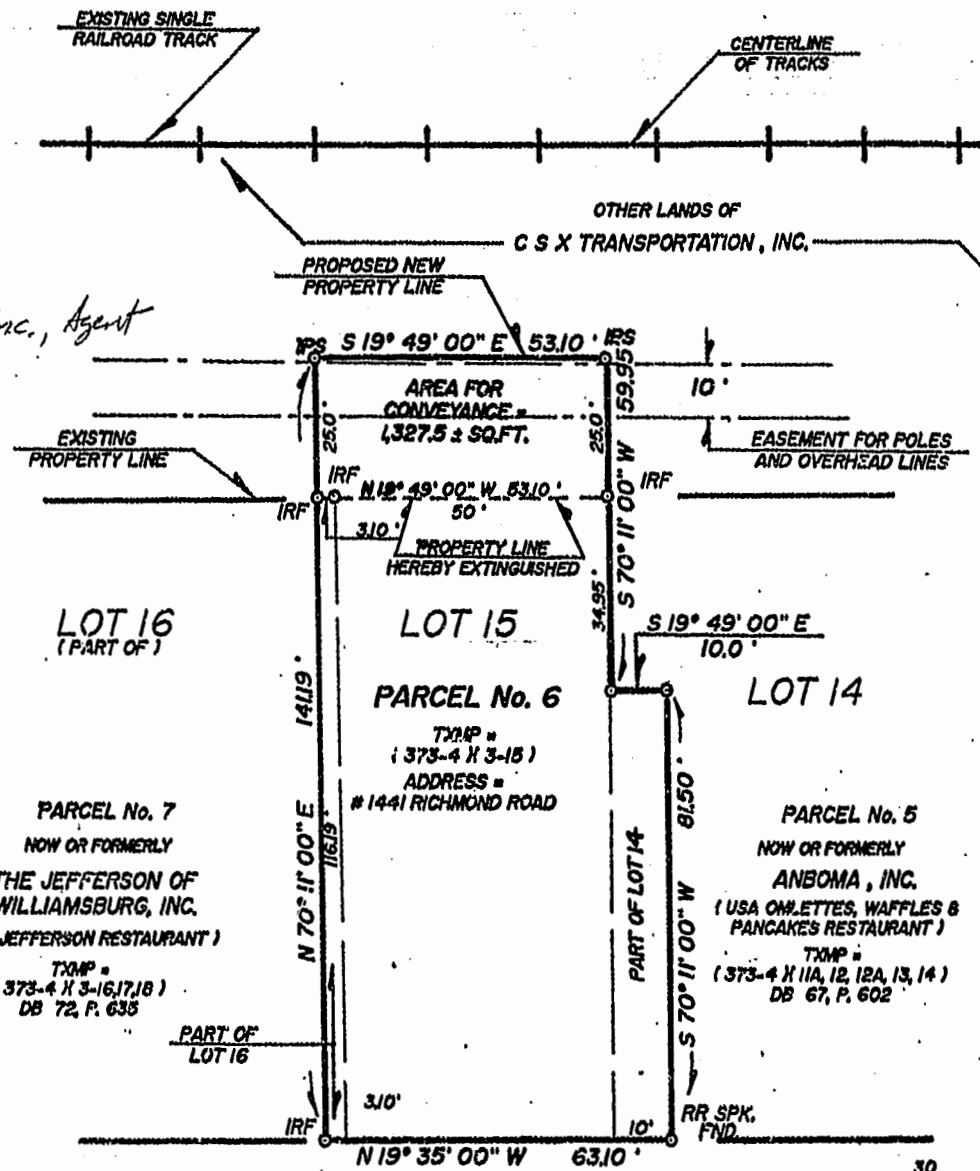 EXISTING SINGLE
RAILROAD TRACK
CENTERLINE
OF TRACKS
OTHER LANDS OF
C S X TRANSPORTATION, INC.
PROPOSED NEW
PROPERTY LINE
Agent
IPS
S 19° 49' 00" E 53.10'
IPS
59.95'
10'
AREA FOR
CONVEYANCE =
1,327.5 ± SQ.FT.
25.0'
25.0'
EXISTING
PROPERTY LINE
EASEMENT FOR POLES
AND OVERHEAD LINES
IRF
N 19° 49' 00" W 53.10'
IRF
IRF
50'
3.10'
PROPERTY LINE
HEREBY EXTINGUISHED
S 70° 11' 00" W
34.95'
LOT 16
(PART OF)
LOT 15
S 19° 49' 00" E
10.0'
LOT 14
141.19'
PARCEL No. 6
TXMP =
(373-4 X 3-15)
ADDRESS =
# 1441 RICHMOND ROAD
81.50'
PARCEL No. 7
NOW OR FORMERLY
THE JEFFERSON OF
WILLIAMSBURG, INC.
JEFFERSON RESTAURANT)
TXMP =
373-4 X 3-16,17,18)
DB 72, P. 635
N 70° 11' 00" E
116.19'
PART OF LOT 14
S 70° 11' 00" W
PARCEL No. 5
NOW OR FORMERLY
ANBOMA, INC.
(USA OMLETTES, WAFFLES &
PANCAKES RESTAURANT)
TXMP =
(373-4 X 11A, 12, 12A, 13, 14)
DB 67, P. 602
PART OF
LOT 16
3.10'
IRF
10'
RR SPK.
FND.
N 19° 35' 00" W 63.10'
30